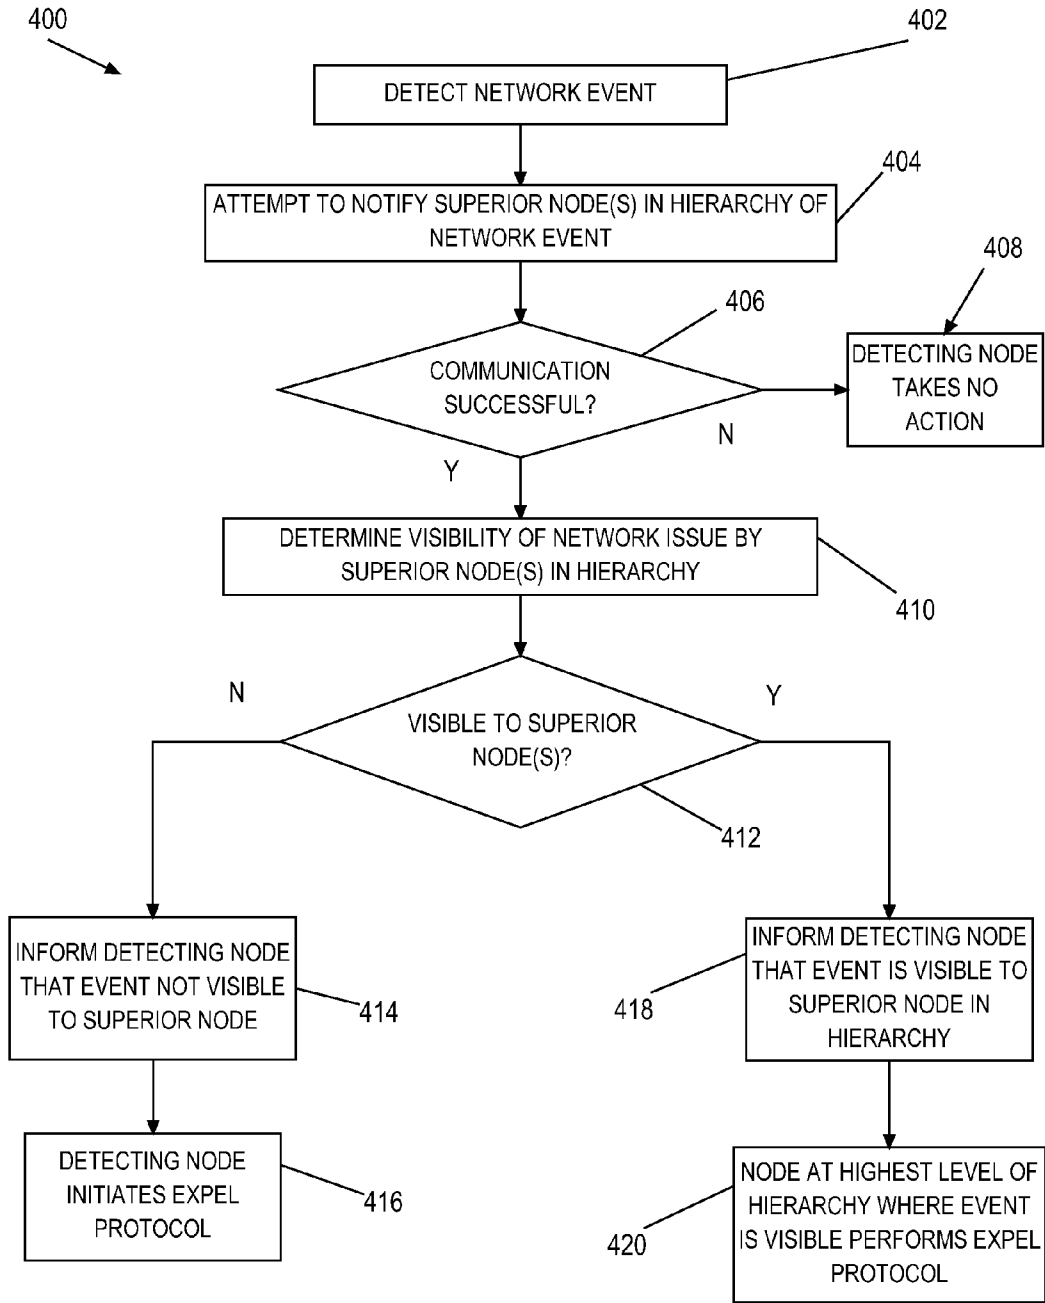 400
402
DETECT NETWORK EVENT
404
ATTEMPT TO NOTIFY SUPERIOR NODE(S) IN HIERARCHY OF
NETWORK EVENT
408
406
COMMUNICATION
SUCCESSFUL?
DETECTING NODE
TAKES NO
ACTION
N
Y
DETERMINE VISIBILITY OF NETWORK ISSUE BY
SUPERIOR NODE(S) IN HIERARCHY
410
N
Y
VISIBLE TO SUPERIOR
NODE(S)?
412
INFORM DETECTING NODE
THAT EVENT NOT VISIBLE
TO SUPERIOR NODE
414
418
INFORM DETECTING NODE
THAT EVENT IS VISIBLE TO
SUPERIOR NODE IN
HIERARCHY
DETECTING NODE
INITIATES EXPEL
PROTOCOL
416
420
NODE AT HIGHEST LEVEL OF
HIERARCHY WHERE EVENT
IS VISIBLE PERFORMS EXPEL
PROTOCOL